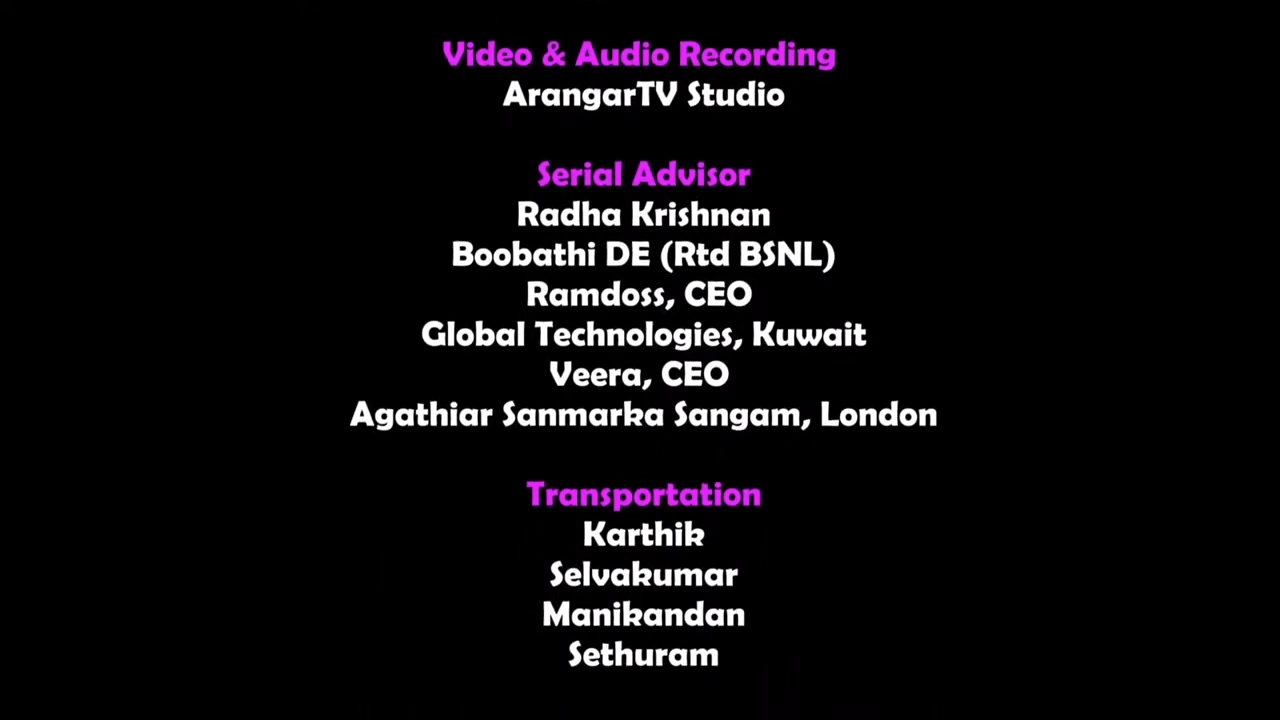 Video & Audio Recording
ArangarTV Studio
Serial Advisor
Radha Krishnan
Boobathi DE (Rtd BSNL)
Ramdoss, CEO
Global Technologies, Kuwait
Veera, CEO
Agathiar Sanmarka Sangam, London
Transportation
Karthik
Selvakumar
Manikandan
Sethuram